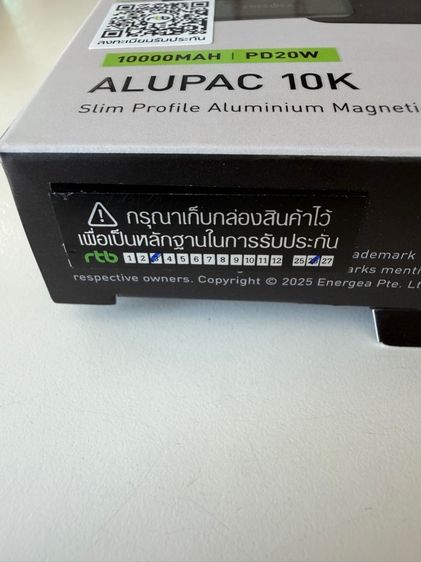 ENERGEA
ลงทะเบียนรับประกัน
10000MAH | PD20W
ALUPAC 10K
Slim Profile Aluminium Magneti
กรุณาเก็บกล่องสินค้าไว้
เพื่อเป็นหลักฐานในการรับประกัน
rtb 1 2 3 4 5 6 7 8 9 10 11 12 25 26 27
ademark
arks menti
respective owners. Copyright © 2025 Energea Pte. Lt